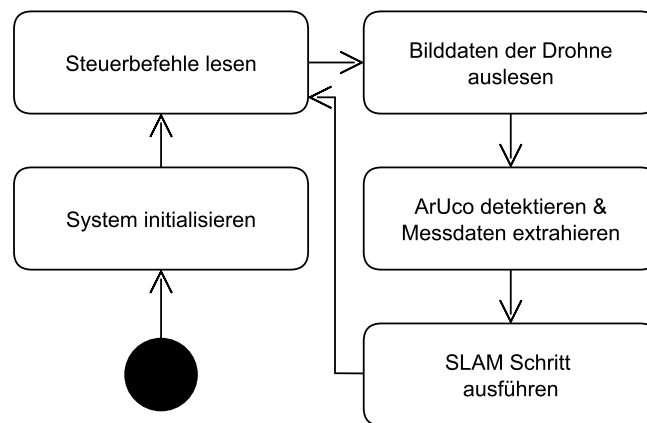 Steuerbefehle lesen
Bilddaten der Drohne
auslesen
System initialisieren
ArUco detektieren &
Messdaten extrahieren
SLAM Schritt
ausführen